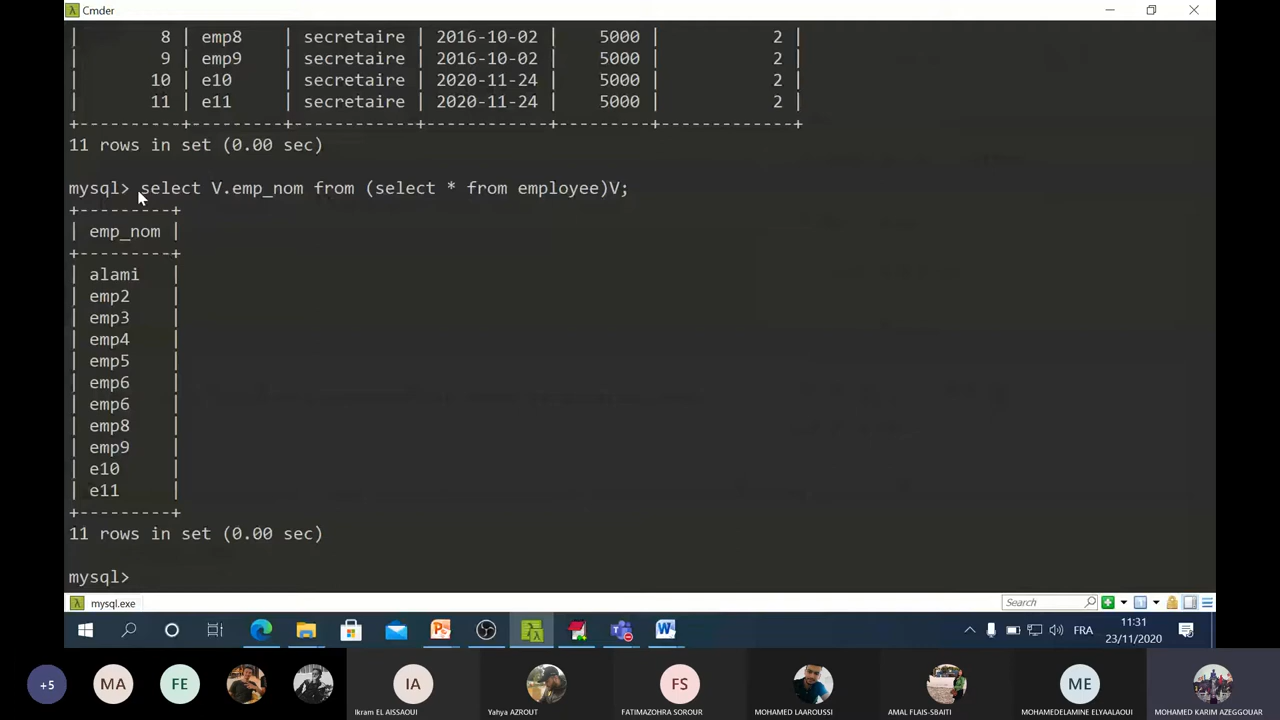 Cmder
| 8 | emp8 | secretaire | 2016-10-02 | 5000 | 2 |
| 9 | emp9 | secretaire | 2016-10-02 | 5000 | 2 |
| 10 | e10 | secretaire | 2020-11-24 | 5000 | 2 |
| 11 | e11 | secretaire | 2020-11-24 | 5000 | 2 |
+----------+---------+------------+------------+---------+-------------+
11 rows in set (0.00 sec)
mysql> select V.emp_nom from (select * from employee)V;
+---------+
| emp_nom |
+---------+
| alami |
| emp2 |
| emp3 |
| emp4 |
| emp5 |
| emp6 |
| emp6 |
| emp8 |
| emp9 |
| e10 |
| e11 |
+---------+
11 rows in set (0.00 sec)
mysql>
mysql.exe
Search
FRA
11:31
23/11/2020
+5
MA
FE
IA
FS
ME
Ikram EL AISSAOUI
Yahya AZROUT
FATIMAZOHRA SOROUR
MOHAMED LAAROUSSI
AMAL FLAIS-SBAITI
MOHAMEDELAMINE ELYAALAOUI
MOHAMED KARIM AZEGGOUAR